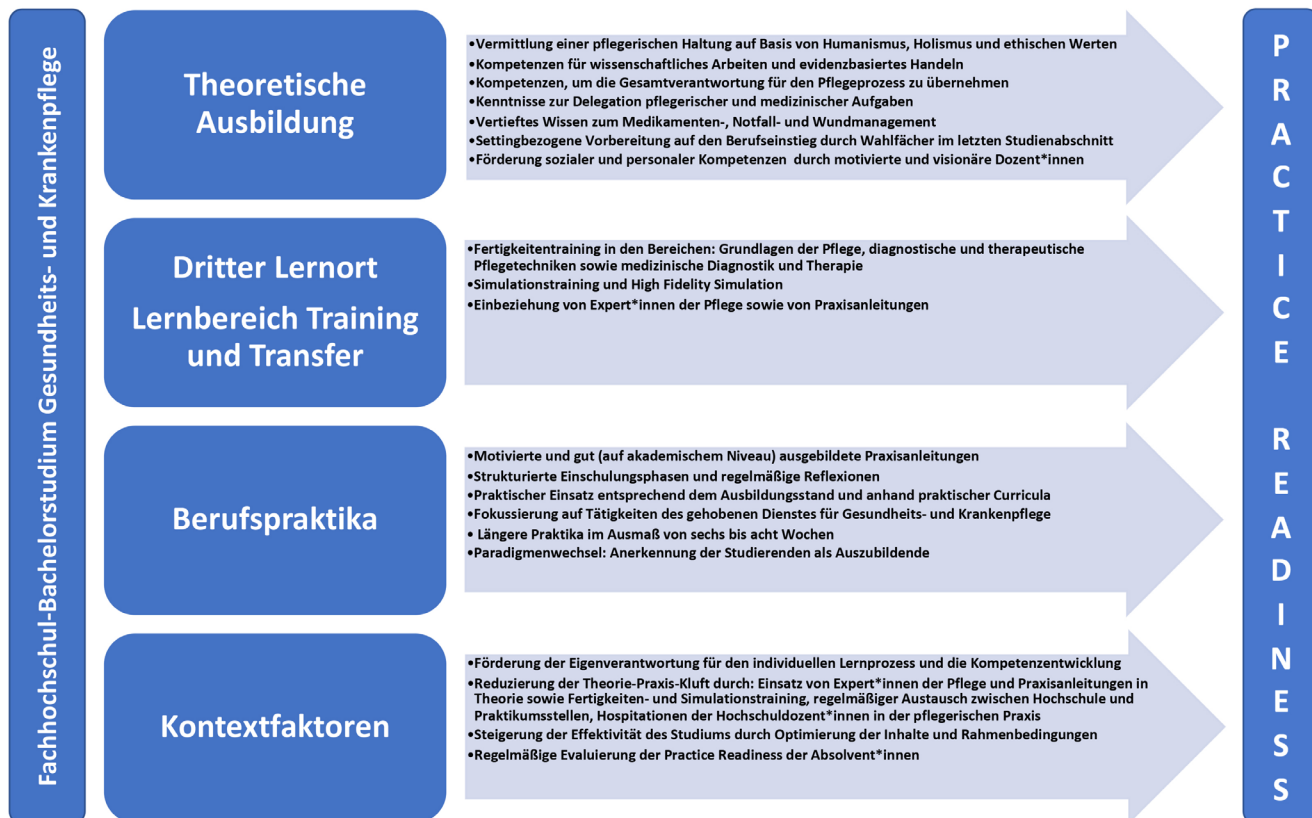 Fachhochschul-Bachelorstudium Gesundheits- und Krankenpflege
Theoretische
Ausbildung
•Vermittlung einer pflegerischen Haltung auf Basis von Humanismus, Holismus und ethischen Werten
•Kompetenzen für wissenschaftliches Arbeiten und evidenzbasiertes Handeln
•Kompetenzen, um die Gesamtverantwortung für den Pflegeprozess zu übernehmen
•Kenntnisse zur Delegation pflegerischer und medizinischer Aufgaben
•Vertieftes Wissen zum Medikamenten-, Notfall- und Wundmanagement
•Settingbezogene Vorbereitung auf den Berufseinstieg durch Wahlfächer im letzten Studienabschnitt
•Förderung sozialer und personaler Kompetenzen durch motivierte und visionäre Dozent*innen
Dritter Lernort
Lernbereich Training
und Transfer
•Fertigkeitentraining in den Bereichen: Grundlagen der Pflege, diagnostische und therapeutische
Pflegetechniken sowie medizinische Diagnostik und Therapie
•Simulationstraining und High Fidelity Simulation
•Einbeziehung von Expert*innen der Pflege sowie von Praxisanleitungen
Berufspraktika
•Motivierte und gut (auf akademischem Niveau) ausgebildete Praxisanleitungen
•Strukturierte Einschulungsphasen und regelmäßige Reflexionen
•Praktischer Einsatz entsprechend dem Ausbildungsstand und anhand praktischer Curricula
•Fokussierung auf Tätigkeiten des gehobenen Dienstes für Gesundheits- und Krankenpflege
• Längere Praktika im Ausmaß von sechs bis acht Wochen
•Paradigmenwechsel: Anerkennung der Studierenden als Auszubildende
Kontextfaktoren
•Förderung der Eigenverantwortung für den individuellen Lernprozess und die Kompetenzentwicklung
•Reduzierung der Theorie-Praxis-Kluft durch: Einsatz von Expert*innen der Pflege und Praxisanleitungen in
Theorie sowie Fertigkeiten- und Simulationstraining, regelmäßiger Austausch zwischen Hochschule und
Praktikumsstellen, Hospitationen der Hochschuldozent*innen in der pflegerischen Praxis
•Steigerung der Effektivität des Studiums durch Optimierung der Inhalte und Rahmenbedingungen
•Regelmäßige Evaluierung der Practice Readiness der Absolvent*innen
PRACTICE READINESS